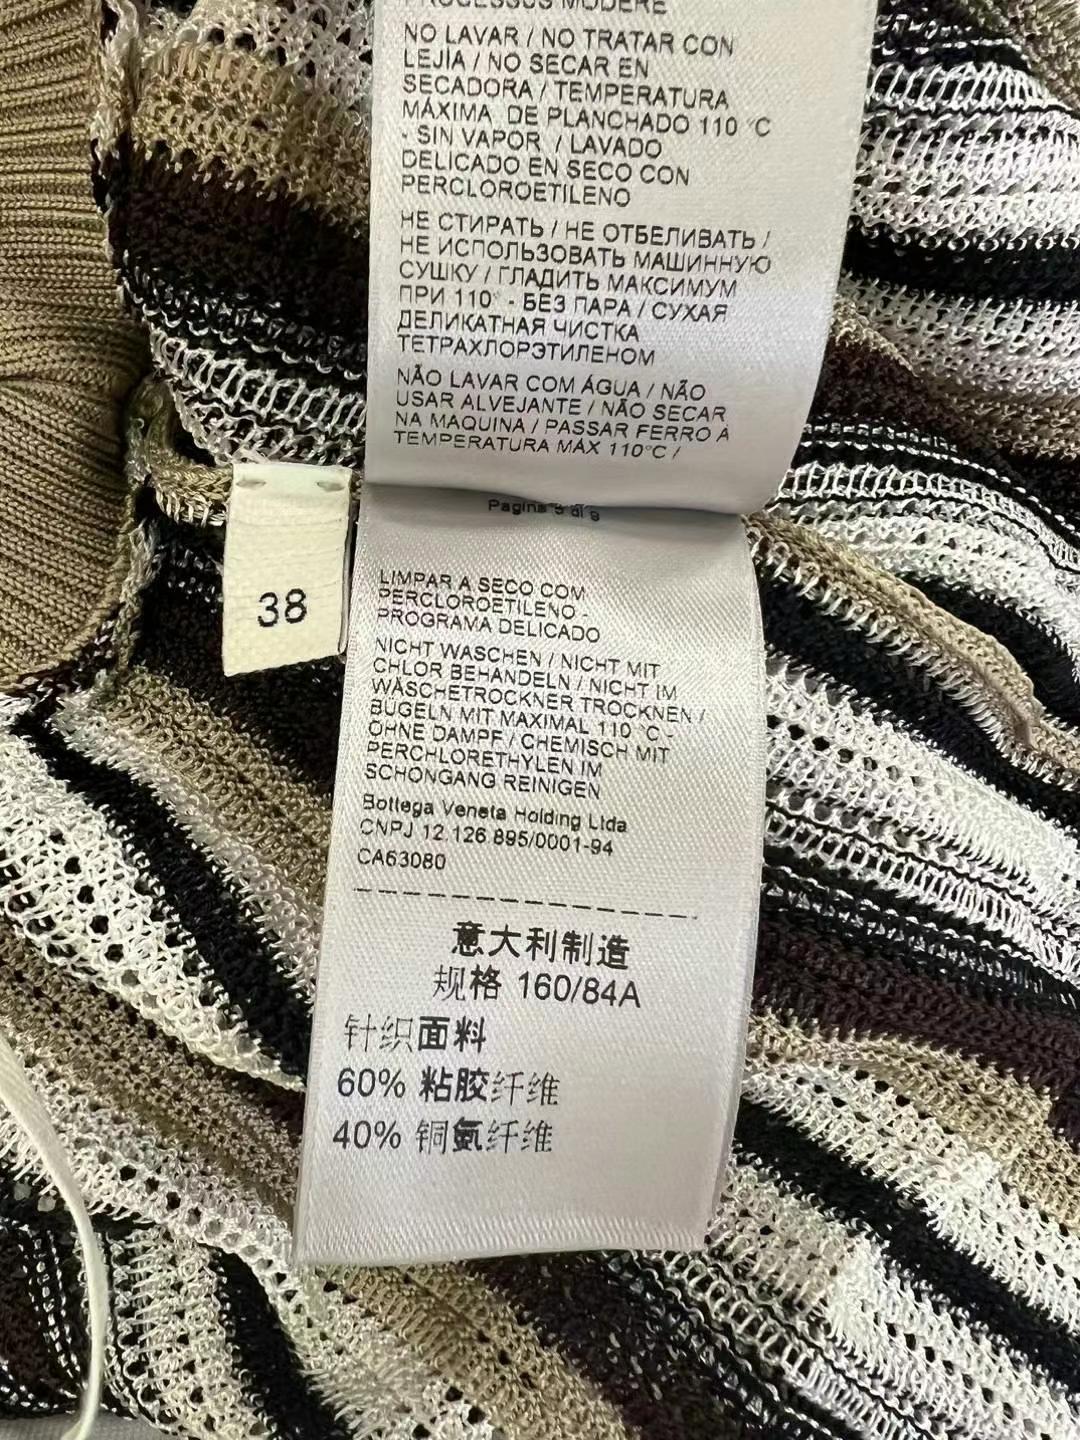 PROCESSUS MODÉRÉ
NO LAVAR / NO TRATAR CON
LEJIA / NO SECAR EN
SECADORA / TEMPERATURA
MÁXIMA DE PLANCHADO 110 °C
- SIN VAPOR / LAVADO
DELICADO EN SECO CON
PERCLOROETILENO
НЕ СТИРАТЬ / НЕ ОТБЕЛИВАТЬ /
НЕ ИСПОЛЬЗОВАТЬ МАШИННУЮ
СУШКУ / ГЛАДИТЬ МАКСИМУМ
ПРИ 110° - БЕЗ ПАРА / СУХАЯ
ДЕЛИКАТНАЯ ЧИСТКА
ТЕТРАХЛОРЭТИЛЕНОМ
NÃO LAVAR COM ÁGUA / NÃO
USAR ALVEJANTE / NÃO SECAR
NA MAQUINA / PASSAR FERRO A
TEMPERATURA MÁX 110°C /
Pagina 5 di 9
38
LIMPAR A SECO COM
PERCLOROETILENO -
PROGRAMA DELICADO
NICHT WASCHEN / NICHT MIT
CHLOR BEHANDELN / NICHT IM
WÄSCHETROCKNER TROCKNEN /
BÜGELN MIT MAXIMAL 110 °C -
OHNE DAMPF / CHEMISCH MIT
PERCHLORETHYLEN IM
SCHONGANG REINIGEN
Bottega Veneta Holding Ltda
CNPJ 12.126.895/0001-94
CA63080
意大利制造
规格 160/84A
针织面料
60% 粘胶纤维
40% 铜氨纤维